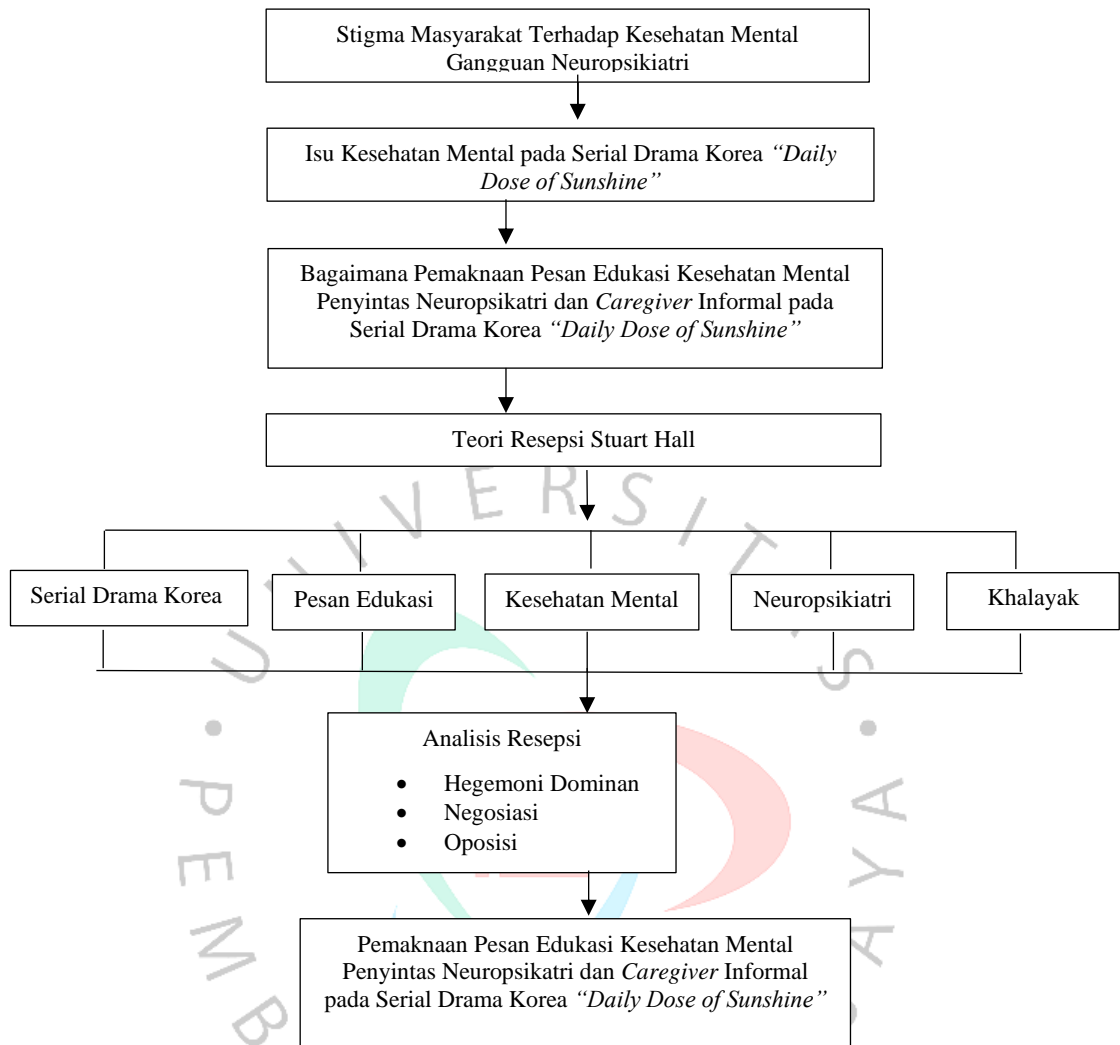 Stigma Masyarakat Terhadap Kesehatan Mental
Gangguan Neuropsikiatri
Isu Kesehatan Mental pada Serial Drama Korea “Daily
Dose of Sunshine”
Bagaimana Pemaknaan Pesan Edukasi Kesehatan Mental
Penyintas Neuropsikatri dan Caregiver Informal pada
Serial Drama Korea “Daily Dose of Sunshine”
Teori Resepsi Stuart Hall
Serial Drama Korea
Pesan Edukasi
Kesehatan Mental
Neuropsikiatri
Khalayak
Analisis Resepsi
• Hegemoni Dominan
• Negosiasi
• Oposisi
Pemaknaan Pesan Edukasi Kesehatan Mental
Penyintas Neuropsikatri dan Caregiver Informal
pada Serial Drama Korea “Daily Dose of Sunshine”
UNIVERSITAS